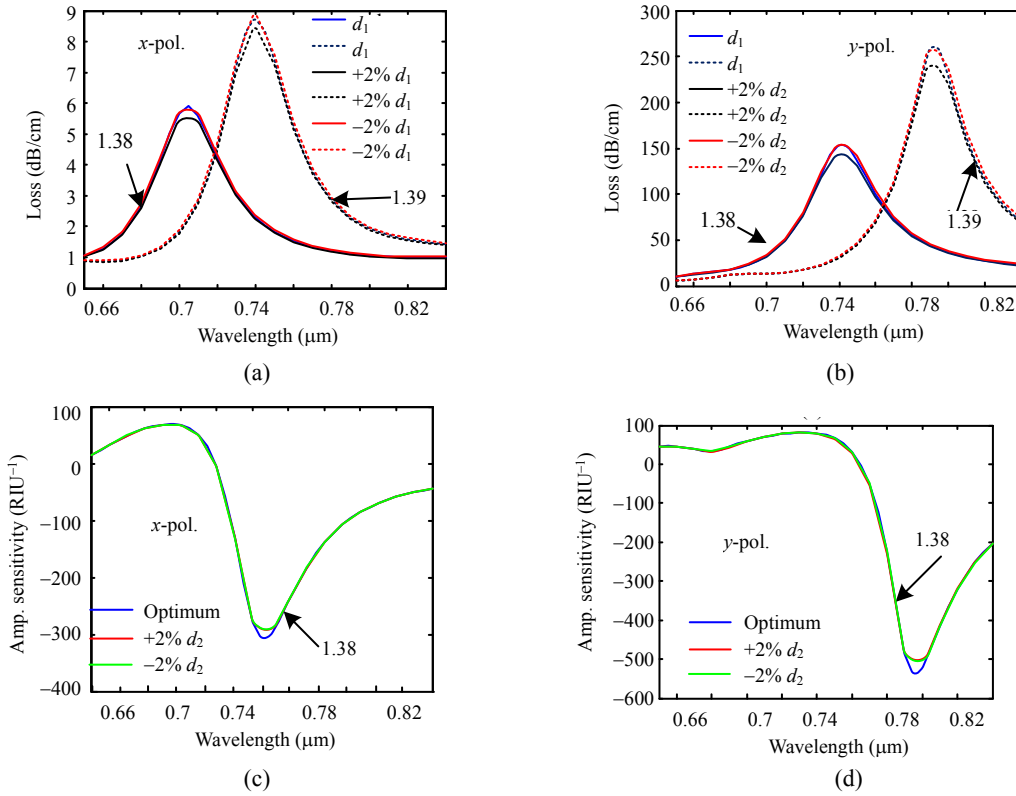 9
8
7
6
5
4
3
2
1
0
Loss (dB/cm)
x-pol.
d1
d1
+2% d1
+2% d1
−2% d1
−2% d1
1.38
1.39
0.66
0.7
0.74
0.78
0.82
Wavelength (μm)
(a)
300
250
200
150
100
50
0
Loss (dB/cm)
y-pol.
d1
d1
+2% d2
+2% d2
−2% d2
−2% d2
1.38
1.39
0.66
0.7
0.74
0.78
0.82
Wavelength (μm)
(b)
100
0
−100
−200
−300
−400
Amp. sensitivity (RIU−1)
x-pol.
Optimum
+2% d2
−2% d2
1.38
0.66
0.7
0.74
0.78
0.82
Wavelength (μm)
(c)
100
0
−100
−200
−300
−400
−500
−600
Amp. sensitivity (RIU−1)
y-pol.
1.38
Optimum
+2% d2
−2% d2
0.66
0.7
0.74
0.78
0.82
Wavelength (μm)
(d)